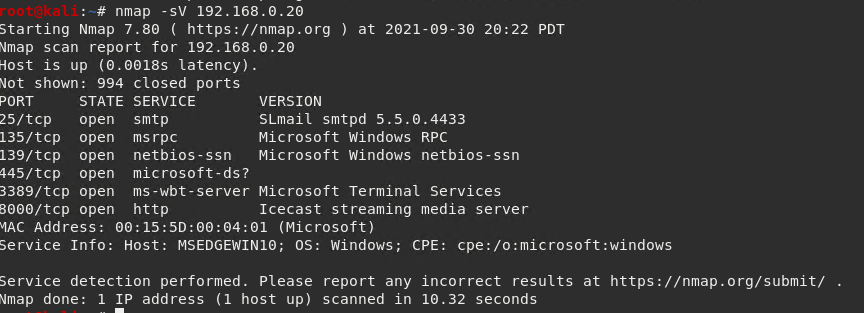 root@kali:~# nmap -sV 192.168.0.20
Starting Nmap 7.80 ( https://nmap.org ) at 2021-09-30 20:22 PDT
Nmap scan report for 192.168.0.20
Host is up (0.0018s latency).
Not shown: 994 closed ports
PORT     STATE SERVICE       VERSION
25/tcp   open  smtp          SLmail smtpd 5.5.0.4433
135/tcp  open  msrpc         Microsoft Windows RPC
139/tcp  open  netbios-ssn   Microsoft Windows netbios-ssn
445/tcp  open  microsoft-ds?
3389/tcp open  ms-wbt-server Microsoft Terminal Services
8000/tcp open  http          Icecast streaming media server
MAC Address: 00:15:5D:00:04:01 (Microsoft)
Service Info: Host: MSEDGEWIN10; OS: Windows; CPE: cpe:/o:microsoft:windows

Service detection performed. Please report any incorrect results at https://nmap.org/submit/ .
Nmap done: 1 IP address (1 host up) scanned in 10.32 seconds